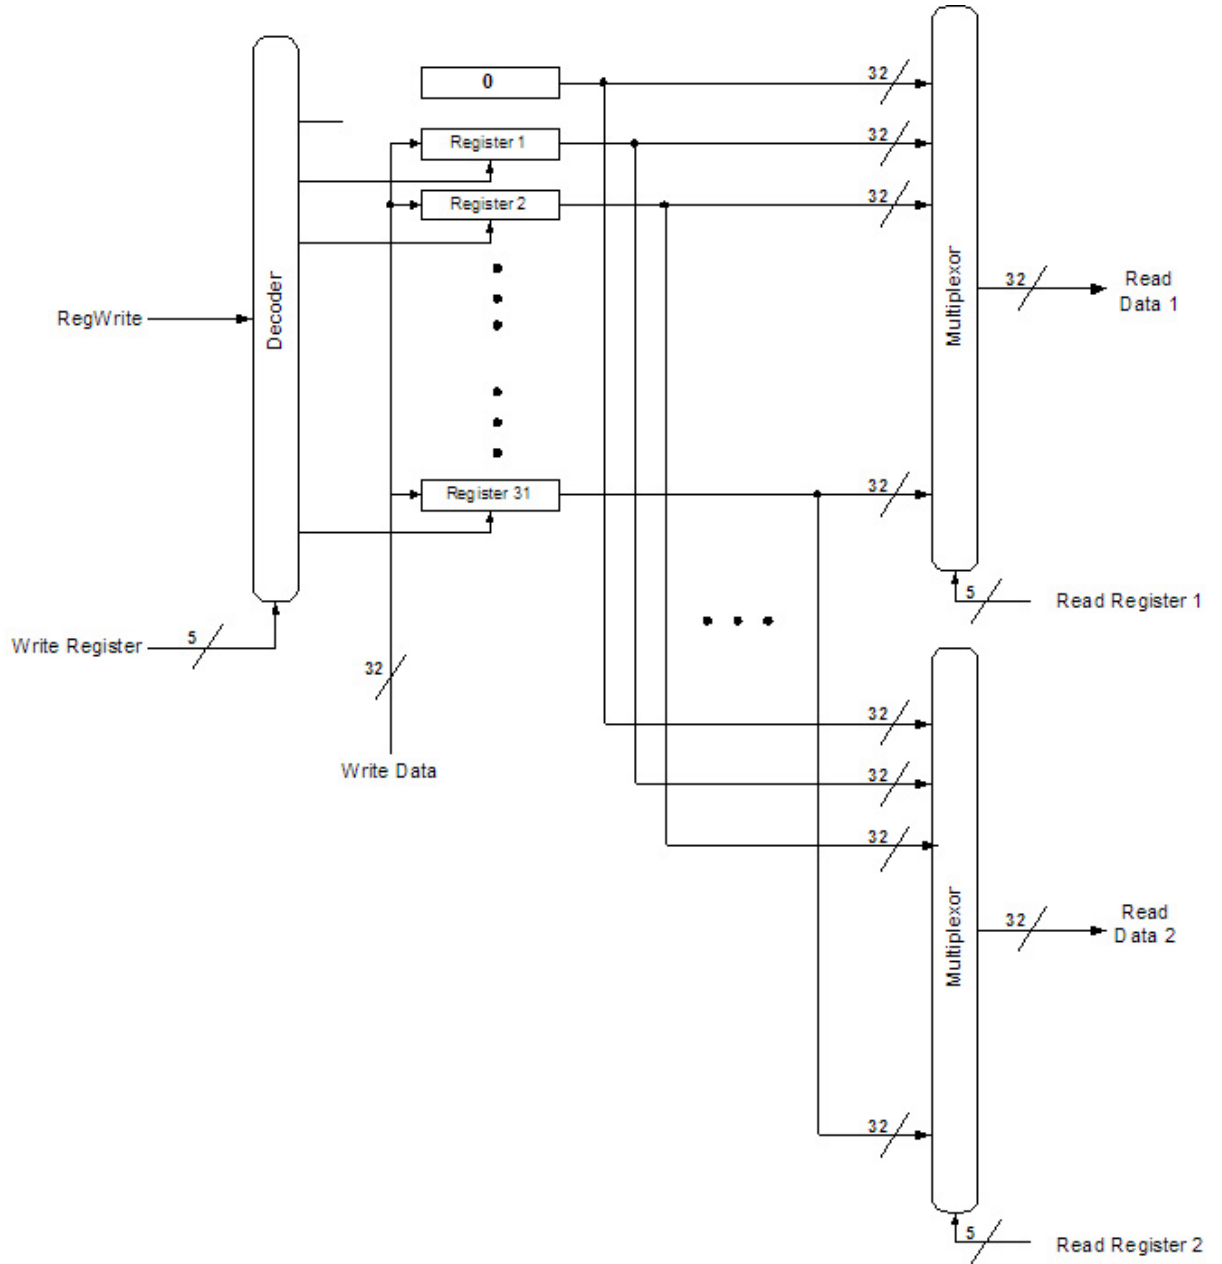 32
0
32
Register 1
32
Register 2
Decoder
Multiplexor
32
Read
Data 1
RegWrite
32
Register 31
5
Read Register 1
5
Write Register
32
Write Data
32
32
32
Multiplexor
32
Read
Data 2
32
5
Read Register 2